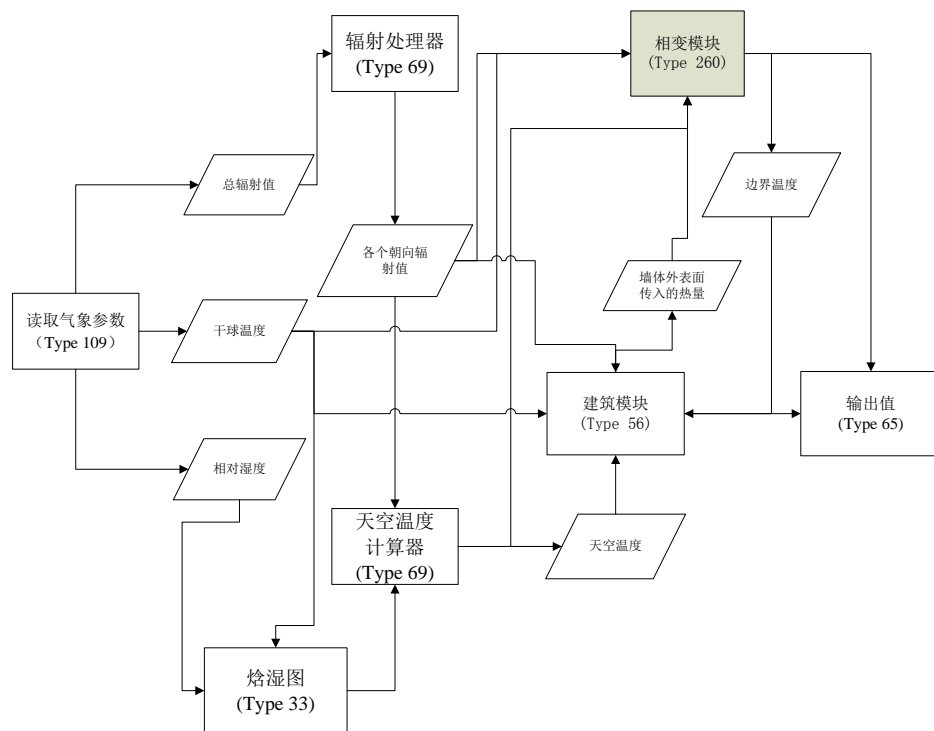 辐射处理器
(Type 69)
相变模块
(Type 260)
总辐射值
边界温度
各个朝向辐
射值
墙体外表面
传入的热量
读取气象参数
（Type 109）
干球温度
建筑模块
(Type 56)
输出值
(Type 65)
相对湿度
天空温度
计算器
(Type 69)
天空温度
焓湿图
(Type 33)